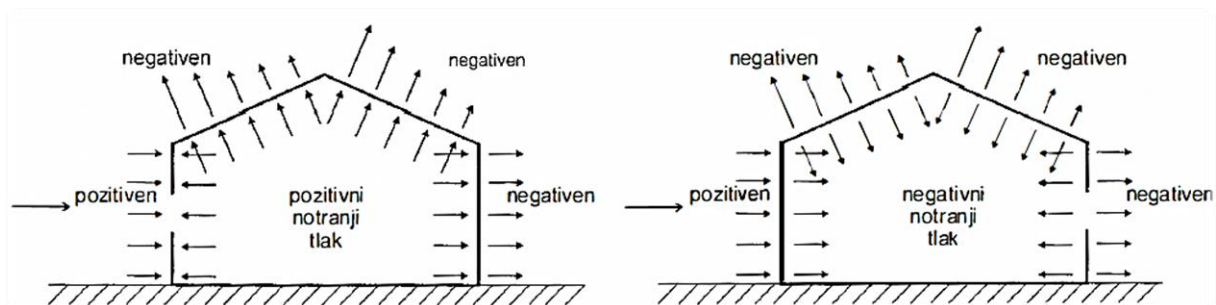 negativen
negativen
pozitiven
pozitivni
notranji
tlak
negativen
negativen
negativen
pozitiven
negativni
notranji
tlak
negativen